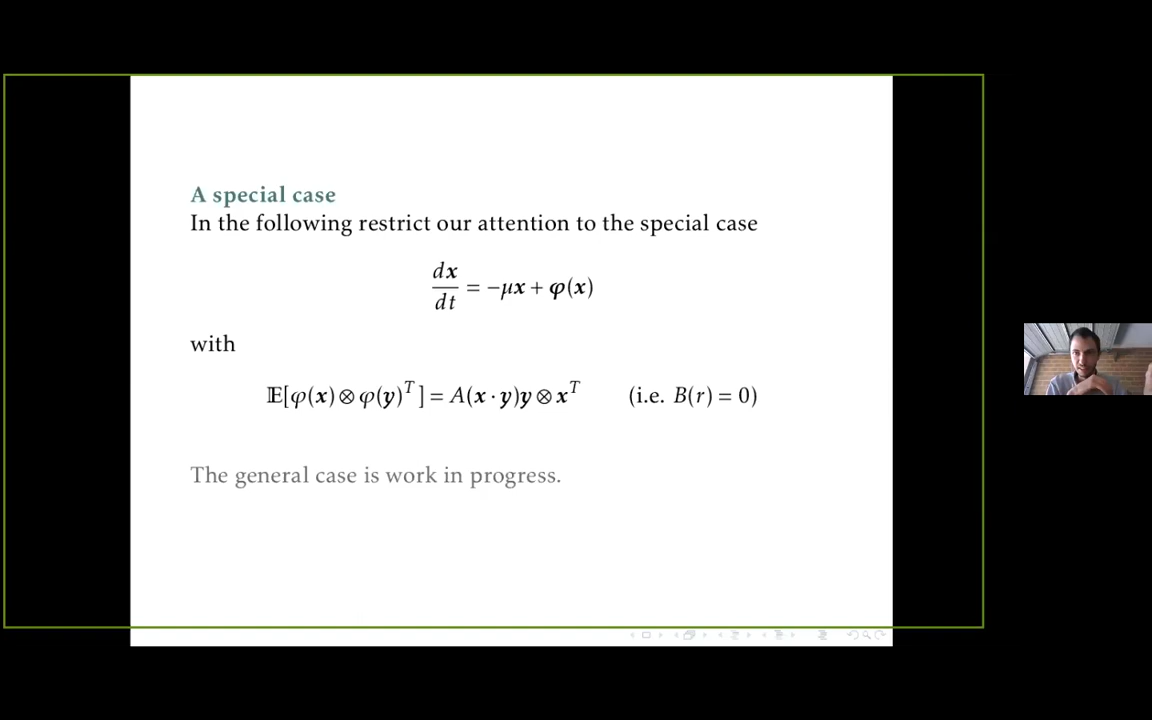 A special case
In the following restrict our attention to the special case
d𝒙/dt = −μ𝒙 + 𝝋(𝒙)
with
𝔼[φ(𝒙) ⊗ φ(𝒚)^T] = A(𝒙 · 𝒚)𝒚 ⊗ 𝒙^T (i.e. B(r) = 0)
The general case is work in progress.